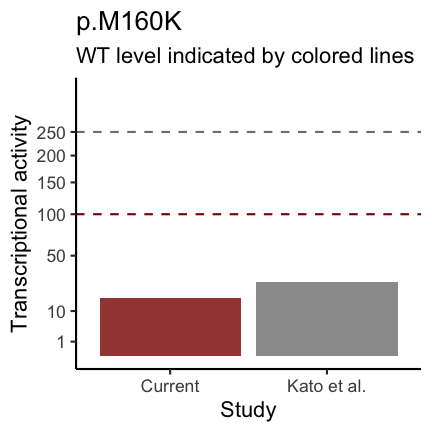 p.M160K
WT level indicated by colored lines
Transcriptional activity
250
200
150
100
50
10
1
Current
Kato et al.
Study